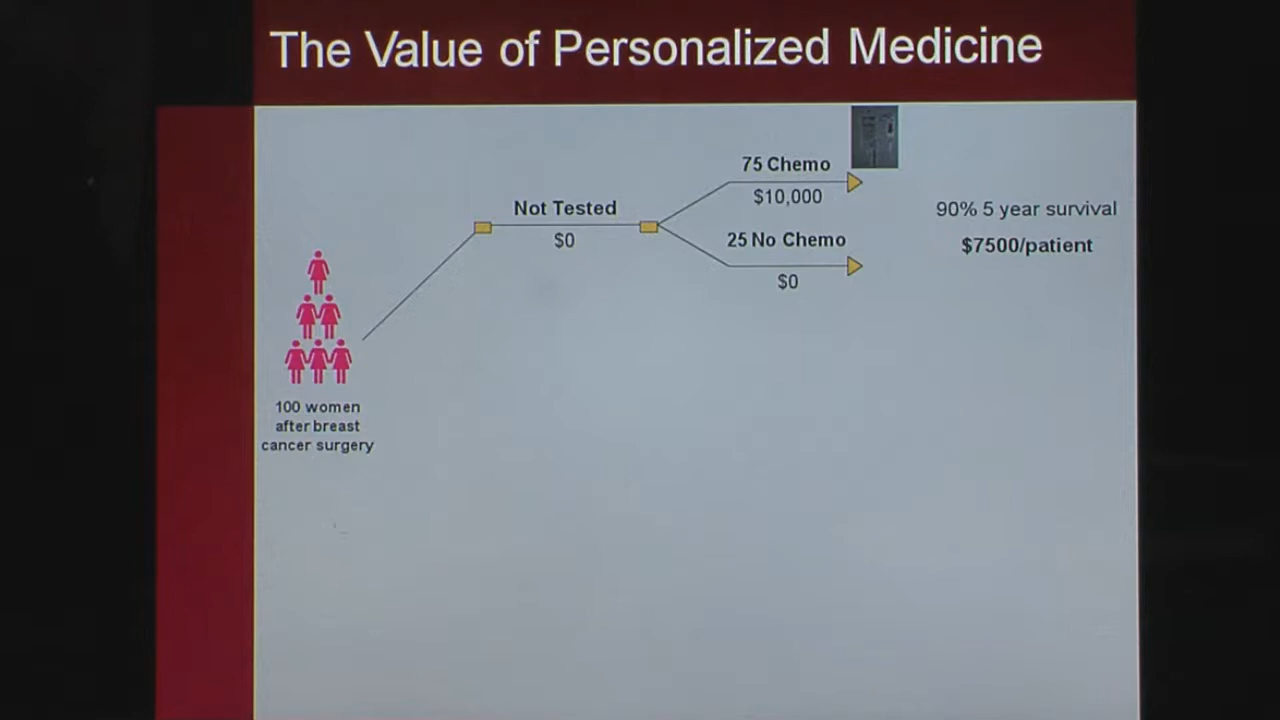 The Value of Personalized Medicine
75 Chemo
$10,000
Not Tested
$0
25 No Chemo
$0
90% 5 year survival
$7500/patient
100 women
after breast
cancer surgery